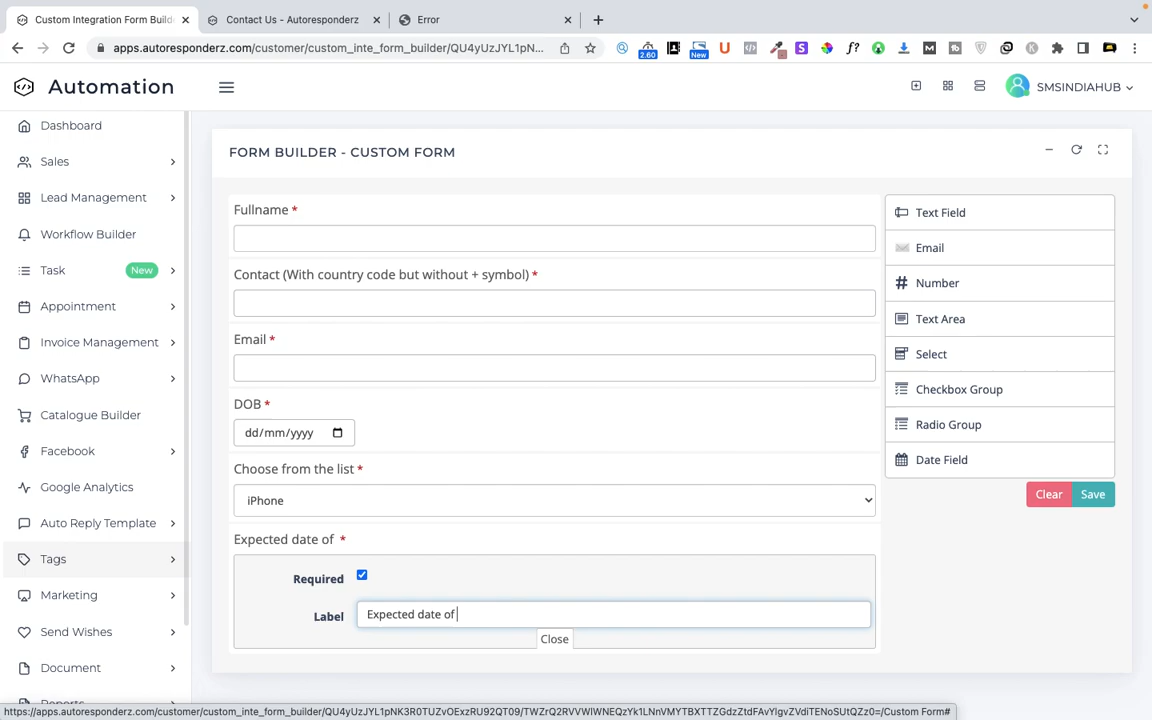 Custom Integration Form Build
Contact Us - Autoresponderz
Error
apps.autoresponderz.com/customer/custom_inte_form_builder/QU4yUzJYL1pN...
2.60
New
Automation
SMSINDIAHUB
Dashboard
Sales
Lead Management
Workflow Builder
Task
New
Appointment
Invoice Management
WhatsApp
Catalogue Builder
Facebook
Google Analytics
Auto Reply Template
Tags
Marketing
Send Wishes
Document
Reports
FORM BUILDER - CUSTOM FORM
Fullname *
Contact (With country code but without + symbol) *
Email *
DOB *
dd/mm/yyyy
Choose from the list *
iPhone
Expected date of *
Required
Label
Expected date of
Close
Text Field
Email
Number
Text Area
Select
Checkbox Group
Radio Group
Date Field
Clear
Save
https://apps.autoresponderz.com/customer/custom_inte_form_builder/QU4yUzJYL1pNK3R0TUZvOExzRU92QT09/TWZrQ2RVVWlWNEQzYk1LNnVMYTBXTTZGdzZtdFAvYlgvZVdiTENoSUtQZz0=/Custom Form#